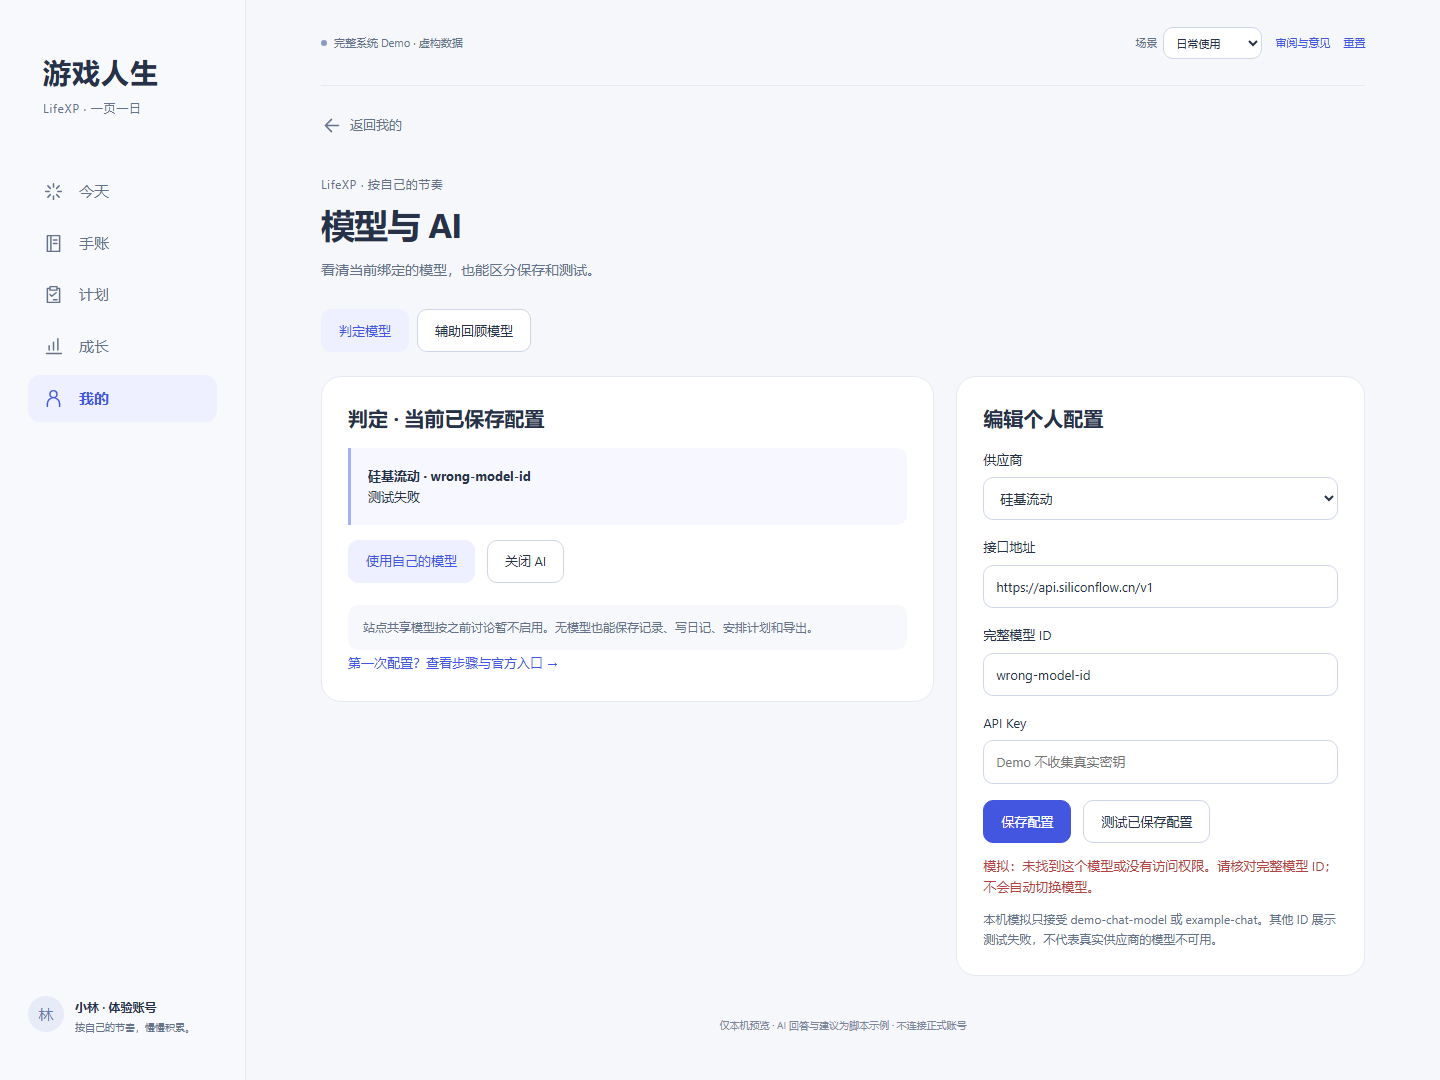 游戏人生
LifeXP · 一页一日
今天
手账
计划
成长
我的
林
小林 · 体验账号
按自己的节奏，慢慢积累。
完整系统 Demo · 虚构数据
场景
日常使用
审阅与意见
重置
返回我的
LifeXP · 按自己的节奏
模型与 AI
看清当前绑定的模型，也能区分保存和测试。
判定模型
辅助回顾模型
判定 · 当前已保存配置
硅基流动 · wrong-model-id
测试失败
使用自己的模型
关闭 AI
站点共享模型按之前讨论暂不启用。无模型也能保存记录、写日记、安排计划和导出。
第一次配置？查看步骤与官方入口 →
编辑个人配置
供应商
硅基流动
接口地址
https://api.siliconflow.cn/v1
完整模型 ID
wrong-model-id
API Key
Demo 不收集真实密钥
保存配置
测试已保存配置
模拟：未找到这个模型或没有访问权限。请核对完整模型 ID；
不会自动切换模型。
本机模拟只接受 demo-chat-model 或 example-chat。其他 ID 展示
测试失败，不代表真实供应商的模型不可用。
仅本机预览 · AI 回答与建议为脚本示例 · 不连接正式账号